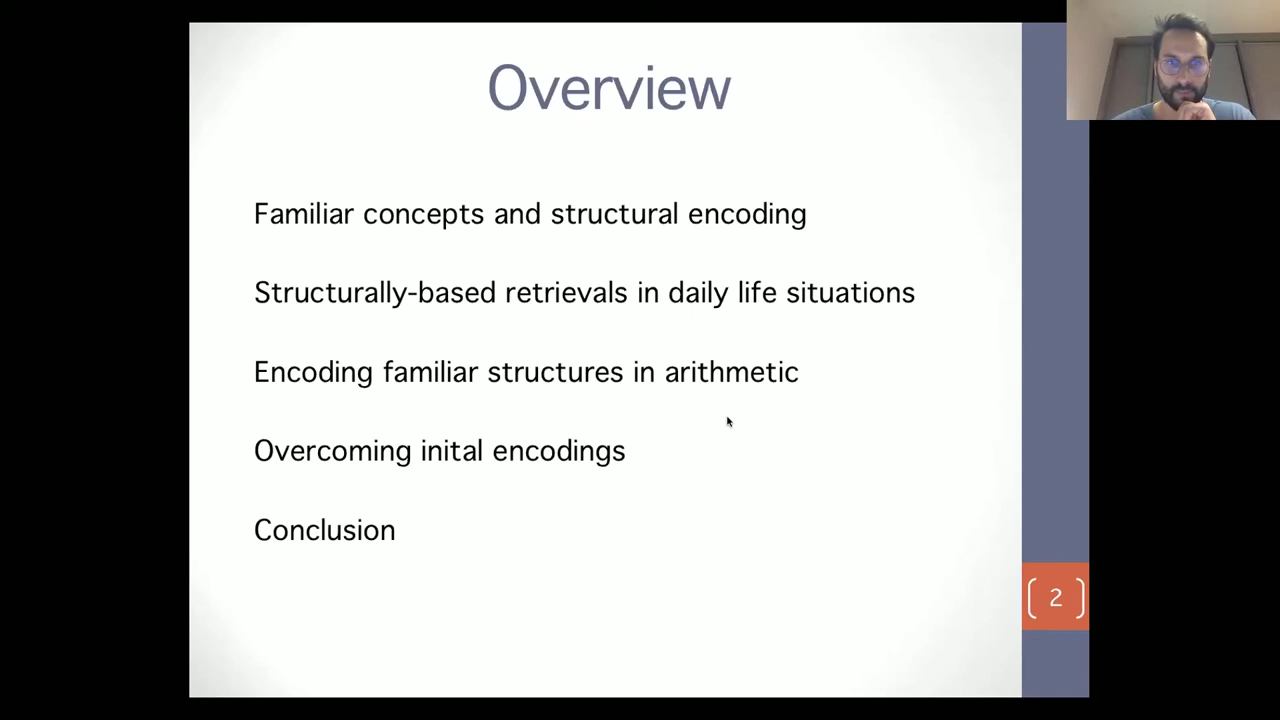 Overview
Familiar concepts and structural encoding
Structurally-based retrievals in daily life situations
Encoding familiar structures in arithmetic
Overcoming inital encodings
Conclusion
2